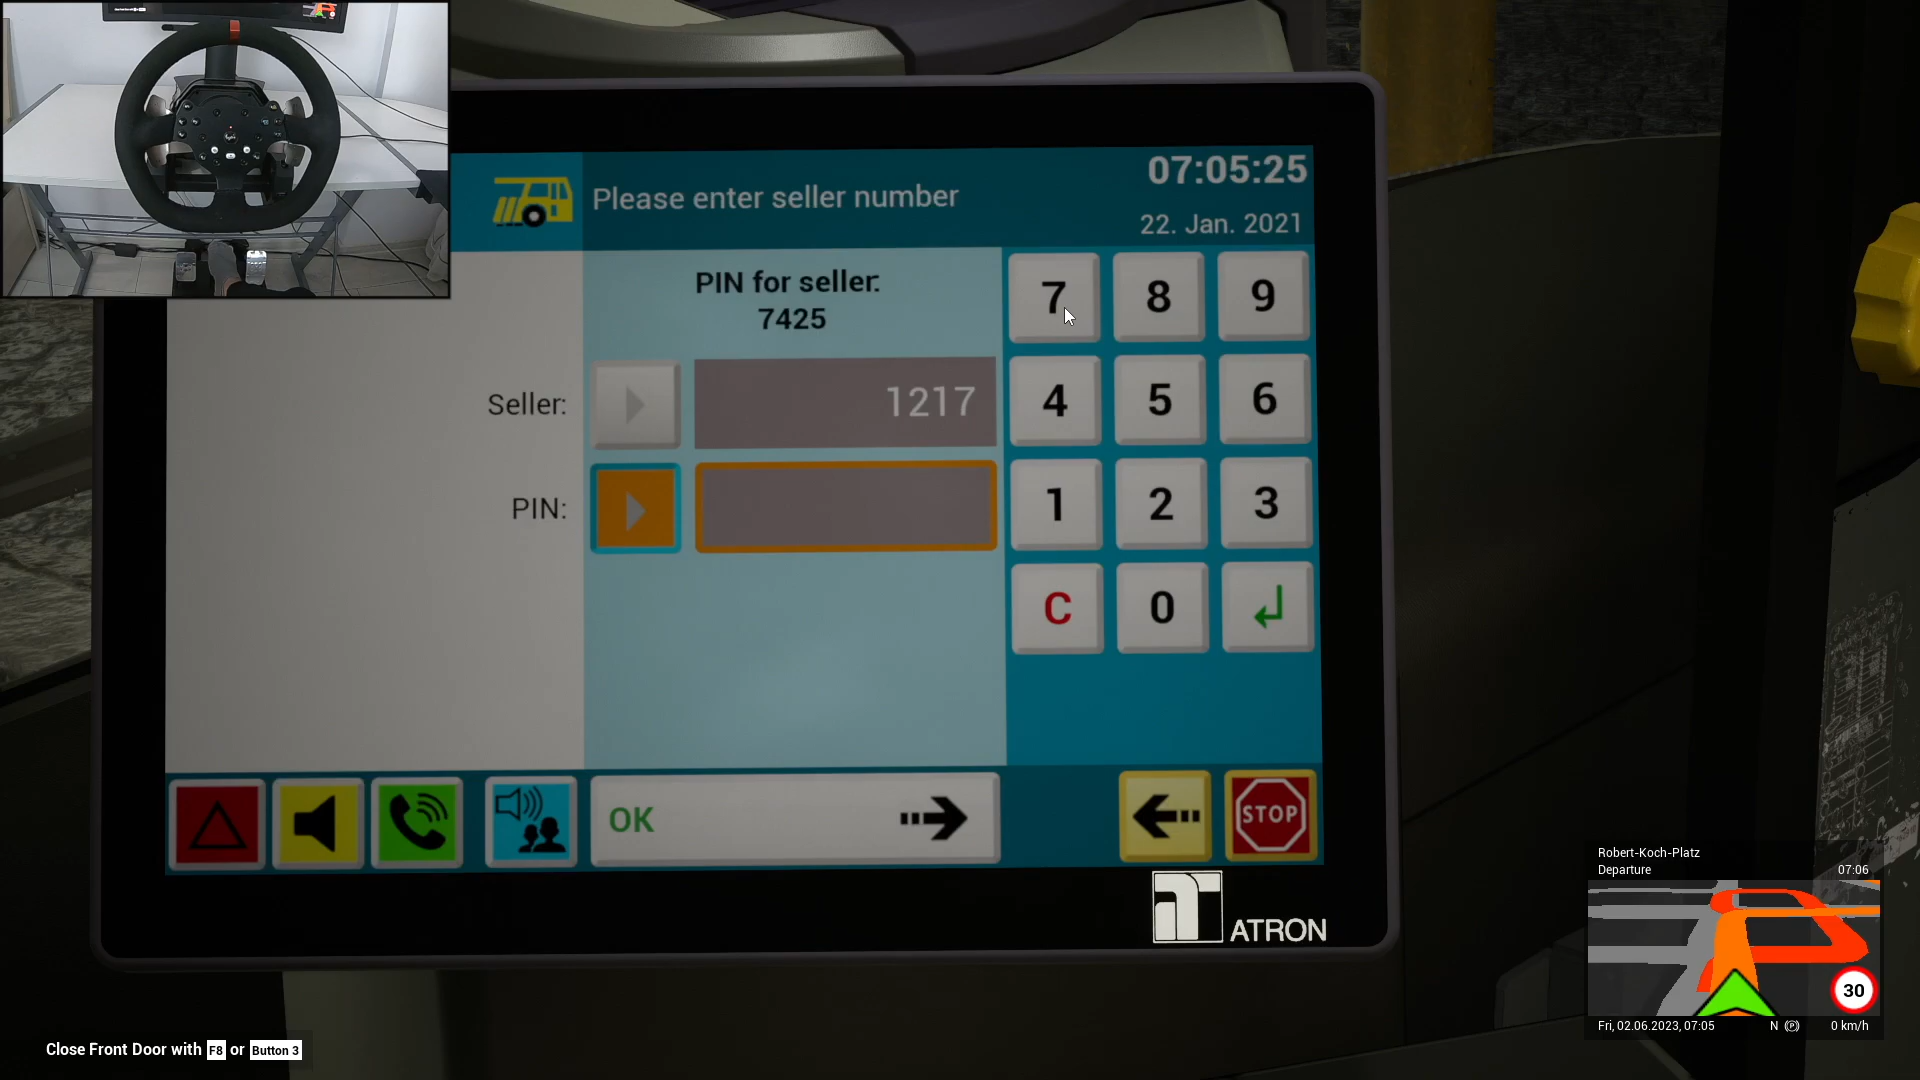 Please enter seller number
07:05:25
22. Jan. 2021
PIN for seller:
7425
Seller:
1217
PIN:
7 8 9
4 5 6
1 2 3
C 0
OK
STOP
ATRON
Robert-Koch-Platz
Departure
07:06
30
Fri, 02.06.2023, 07:05
N (P)
0 km/h
Close Front Door with F8 or Button 3